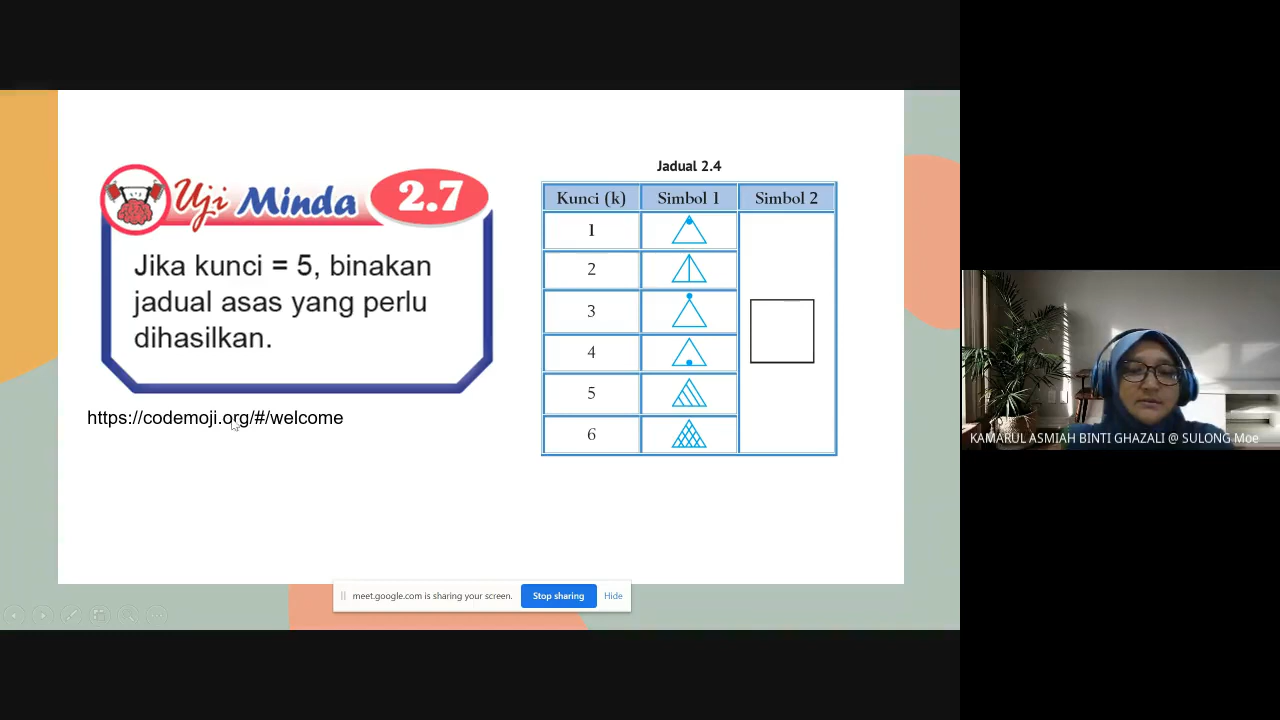 Uji Minda 2.7
Jika kunci = 5, binakan
jadual asas yang perlu
dihasilkan.
https://codemoji.org/#/welcome
Jadual 2.4
Kunci (k) Simbol 1 Simbol 2
1
2
3
4
5
6
meet.google.com is sharing your screen. Stop sharing Hide
KAMARUL ASMIAH BINTI GHAZALI @ SULONG Moe